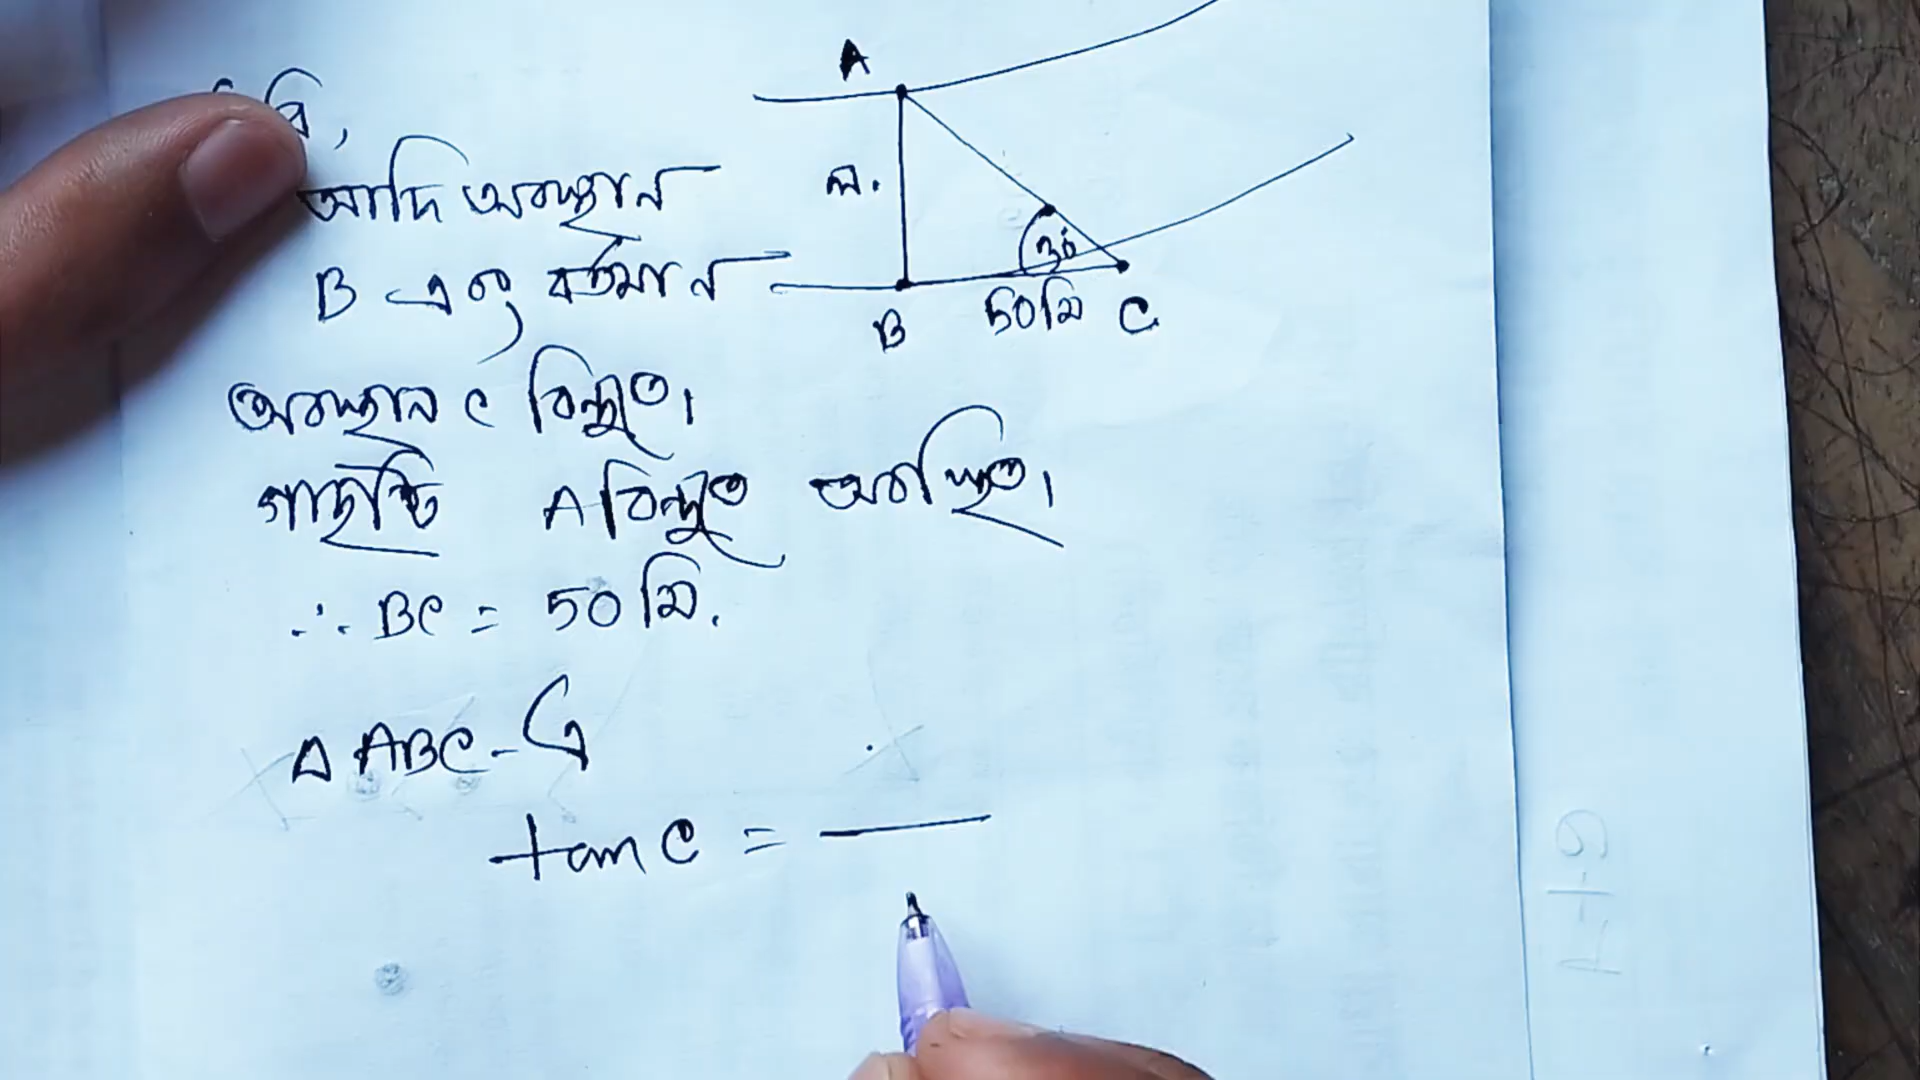 A
আদি অবস্থান
B এবং বর্তমান
30°
B 50মি C
অবস্থান C বিন্দুত।
গাছটি A বিন্দুত অবস্থিত।
∴ BC = 50 মি.
Δ ABC-এ
tan C =